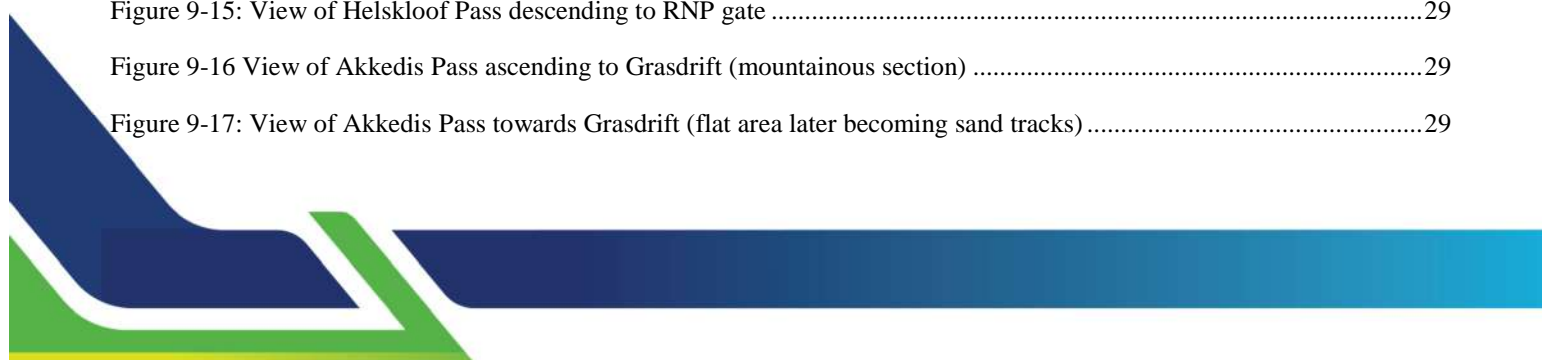 Figure 9-15: View of Helskloof Pass descending to RNP gate ........................................................................................................29
Figure 9-16 View of Akkedis Pass ascending to Grasdrift (mountainous section) ........................................................................29
Figure 9-17: View of Akkedis Pass towards Grasdrift (flat area later becoming sand tracks) ......................................................29